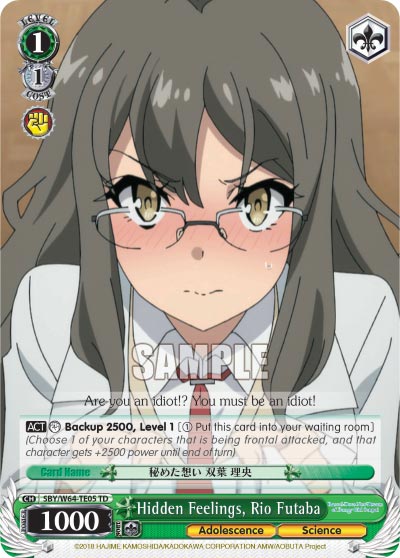 LEVEL
1
1
COST
SAMPLE
Are you an idiot!? You must be an idiot!
ACT Backup 2500, Level 1 [① Put this card into your waiting room]
(Choose 1 of your characters that is being frontal attacked, and that
character gets +2500 power until end of turn)
Card Name 秘めた想い 双葉 理央
CH SBY/W64-TE05 TD
1000
Hidden Feelings, Rio Futaba
Adolescence Science
©2018 HAJIME KAMOSHIDA/KADOKAWA CORPORATION AMW/AOBUTA Project